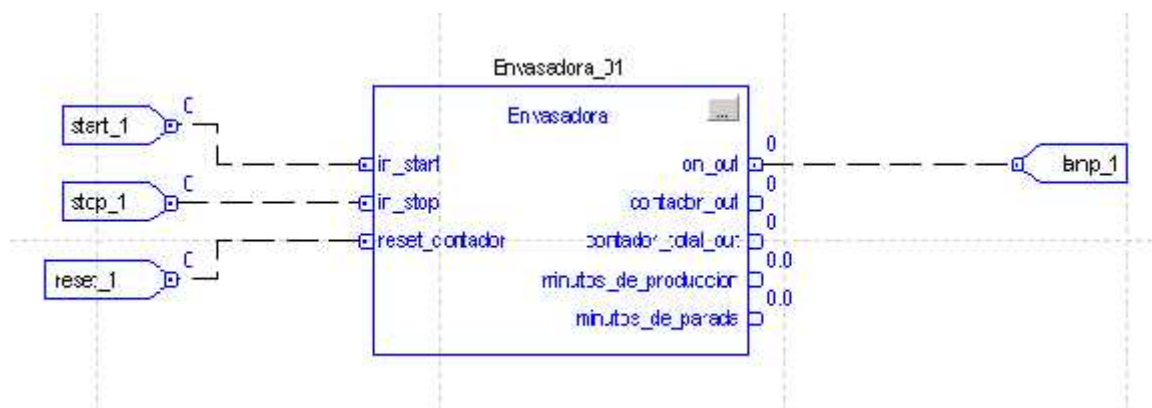 Envasadora_01
Envasadora
...
start_1
0
in_start
on_out
0
lamp_1
stop_1
0
in_stop
contador_out
0
reset_1
0
reset_contador
contador_total_out
0
minutos_de_produccion
0.0
minutos_de_parada
0.0